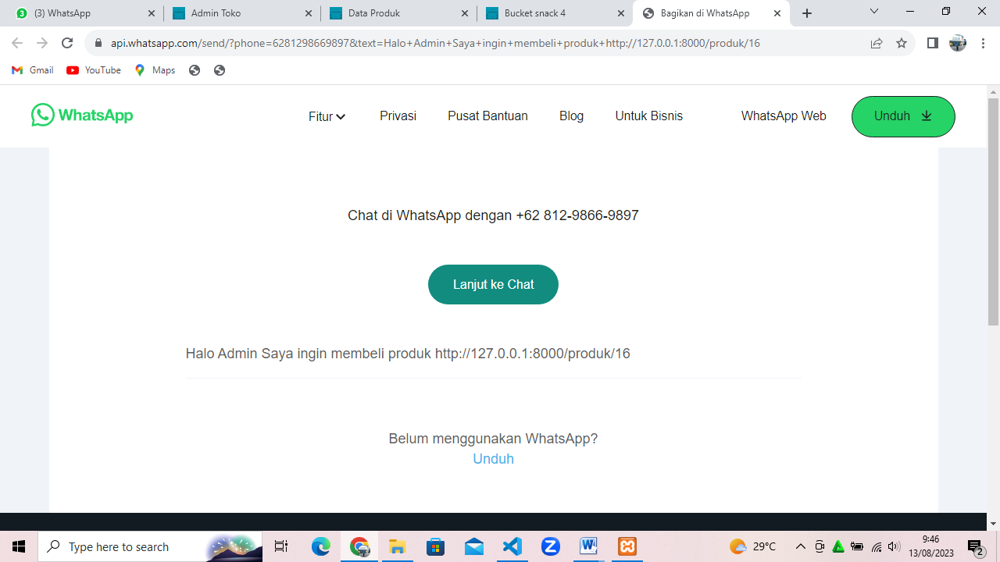 (3) WhatsApp
Admin Toko
Data Produk
Bucket snack 4
Bagikan di WhatsApp
api.whatsapp.com/send/?phone=6281298669897&text=Halo+Admin+Saya+ingin+membeli+produk+http://127.0.0.1:8000/produk/16
Gmail
YouTube
Maps
WhatsApp
Fitur
Privasi
Pusat Bantuan
Blog
Untuk Bisnis
WhatsApp Web
Unduh
Chat di WhatsApp dengan +62 812-9866-9897
Lanjut ke Chat
Halo Admin Saya ingin membeli produk http://127.0.0.1:8000/produk/16
Belum menggunakan WhatsApp?
Unduh
Type here to search
29°C
9:46
13/08/2023
2